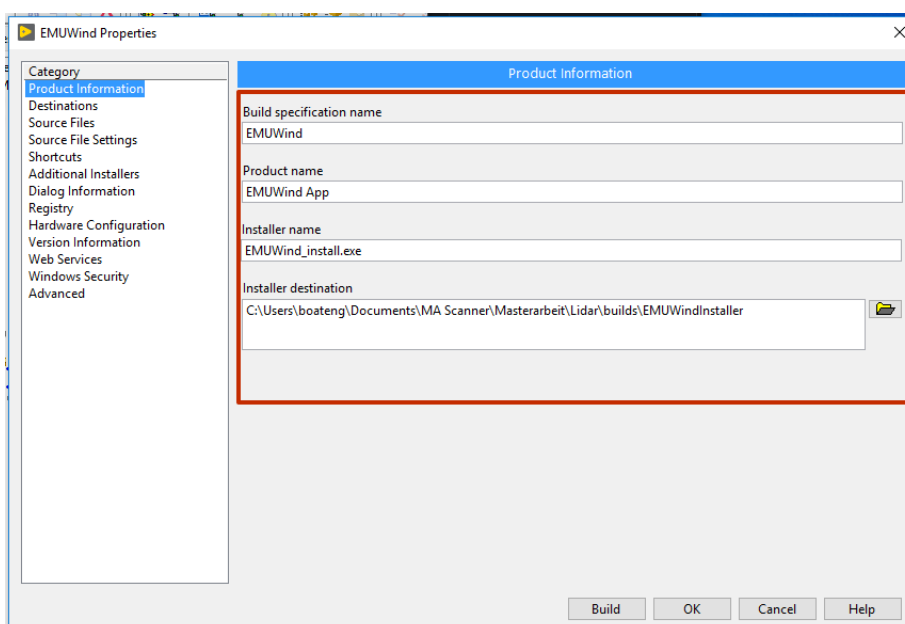 EMUWind Properties
Category
Product Information
Destinations
Source Files
Source File Settings
Shortcuts
Additional Installers
Dialog Information
Registry
Hardware Configuration
Version Information
Web Services
Windows Security
Advanced
Product Information
Build specification name
EMUWind
Product name
EMUWind App
Installer name
EMUWind_install.exe
Installer destination
C:\Users\boateng\Documents\MA Scanner\Masterarbeit\Lidar\builds\EMUWindInstaller
Build
OK
Cancel
Help